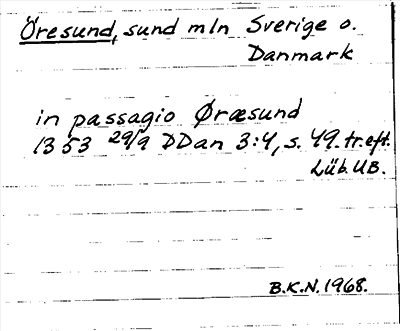 Öresund, sund mln Sverige o.
Danmark
in passagio Øræsund
1353 29/9 DDan 3:4, s. 49. tr. eft.
Lüb. UB.
B.K.N. 1968.